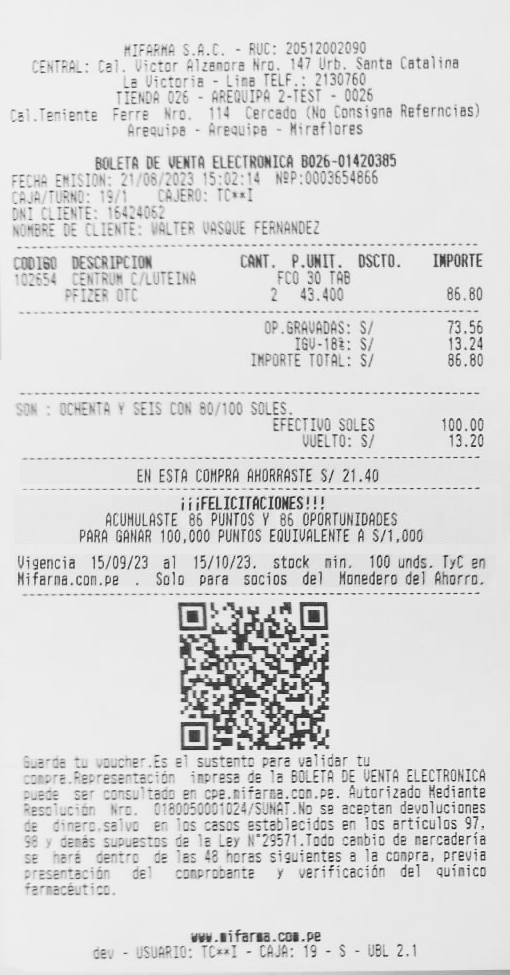 MIFARMA S.A.C. - RUC: 20512002090
CENTRAL: Cal. Victor Alzamora Nro. 147 Urb. Santa Catalina
La Victoria - Lima TELF.: 2130760
TIENDA 026 - AREQUIPA 2-TEST - 0026
Cal.Teniente Ferre Nro. 114 Cercado (No Consigna Referncias)
Arequipa - Arequipa - Miraflores
BOLETA DE VENTA ELECTRONICA B026-01420385
FECHA EMISION: 21/08/2023 15:02:14 NºP:0003654866
CAJA/TURNO: 19/1 CAJERO: TC**I
DNI CLIENTE: 16424062
NOMBRE DE CLIENTE: WALTER VASQUE FERNANDEZ
CODIGO DESCRIPCION CANT. P.UNIT. DSCTO. IMPORTE
102654 CENTRUM C/LUTEINA FCO 30 TAB
PFIZER OTC 2 43.400 86.80
OP.GRAVADAS: S/ 73.56
IGV-18%: S/ 13.24
IMPORTE TOTAL: S/ 86.80
SON : OCHENTA Y SEIS CON 80/100 SOLES.
EFECTIVO SOLES 100.00
VUELTO: S/ 13.20
EN ESTA COMPRA AHORRASTE S/ 21.40
¡¡¡FELICITACIONES!!!
ACUMULASTE 86 PUNTOS Y 86 OPORTUNIDADES
PARA GANAR 100,000 PUNTOS EQUIVALENTE A S/1,000
Vigencia 15/09/23 al 15/10/23. stock min. 100 unds. TyC en
Mifarma.com.pe . Solo para socios del Monedero del Ahorro.
Guarda tu voucher.Es el sustento para validar tu
compra.Representación impresa de la BOLETA DE VENTA ELECTRONICA
puede ser consultado en cpe.mifarma.com.pe. Autorizado Mediante
Resolución Nro. 0180050001024/SUNAT.No se aceptan devoluciones
de dinero,salvo en los casos establecidos en los artículos 97,
98 y demás supuestos de la Ley N°29571.Todo cambio de mercadería
se hará dentro de las 48 horas siguientes a la compra, previa
presentación del comprobante y verificación del químico
farmacéutico.
www.mifarma.com.pe
dev - USUARIO: TC**I - CAJA: 19 - S - UBL 2.1